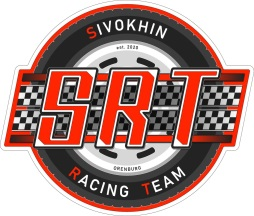 SIVOKHIN
est. 2020
SRT
ORENBURG
RACING TEAM